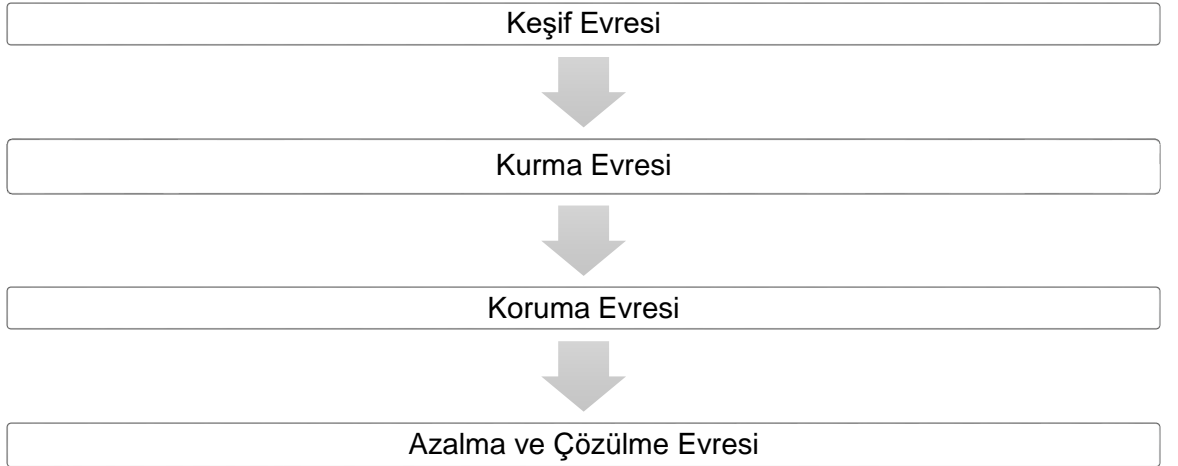 Keşif Evresi
Kurma Evresi
Koruma Evresi
Azalma ve Çözülme Evresi